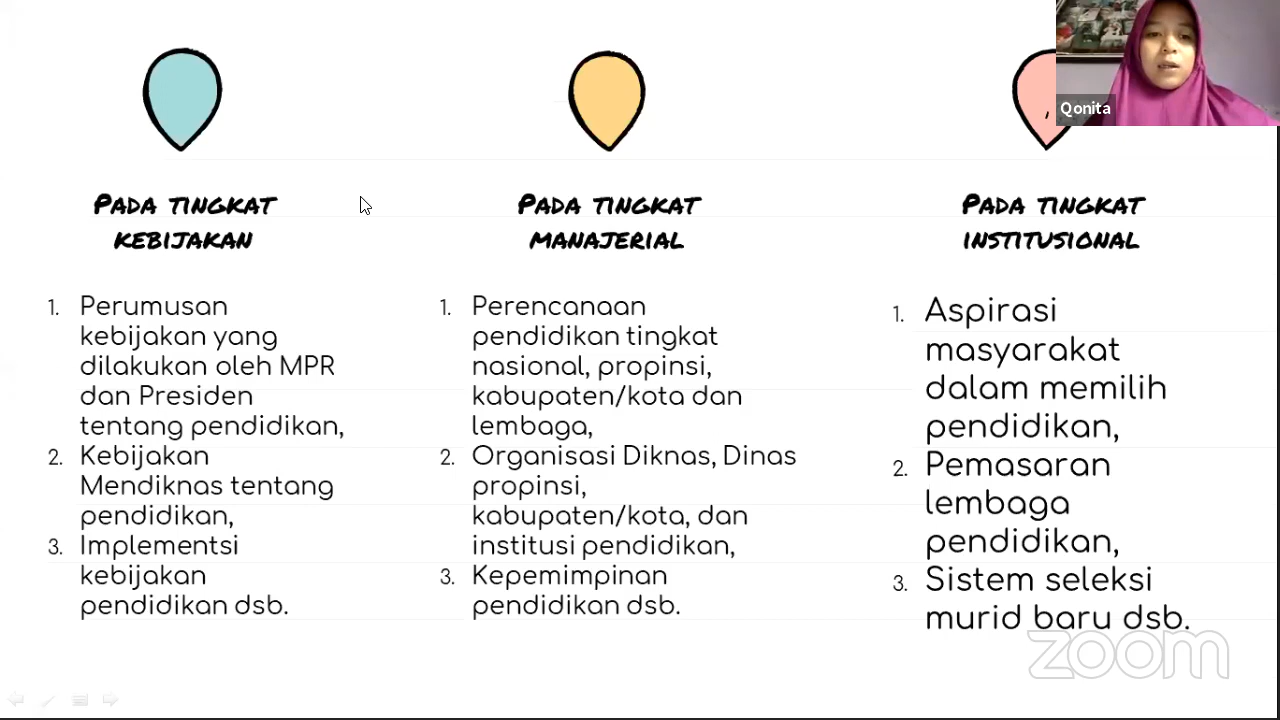 Qonita
PADA TINGKAT
KEBIJAKAN
1. Perumusan
kebijakan yang
dilakukan oleh MPR
dan Presiden
tentang pendidikan,
2. Kebijakan
Mendiknas tentang
pendidikan,
3. Implementsi
kebijakan
pendidikan dsb.
PADA TINGKAT
MANAJERIAL
1. Perencanaan
pendidikan tingkat
nasional, propinsi,
kabupaten/kota dan
lembaga,
2. Organisasi Diknas, Dinas
propinsi,
kabupaten/kota, dan
institusi pendidikan,
3. Kepemimpinan
pendidikan dsb.
PADA TINGKAT
INSTITUSIONAL
1. Aspirasi
masyarakat
dalam memilih
pendidikan,
2. Pemasaran
lembaga
pendidikan,
3. Sistem seleksi
murid baru dsb.
zoom